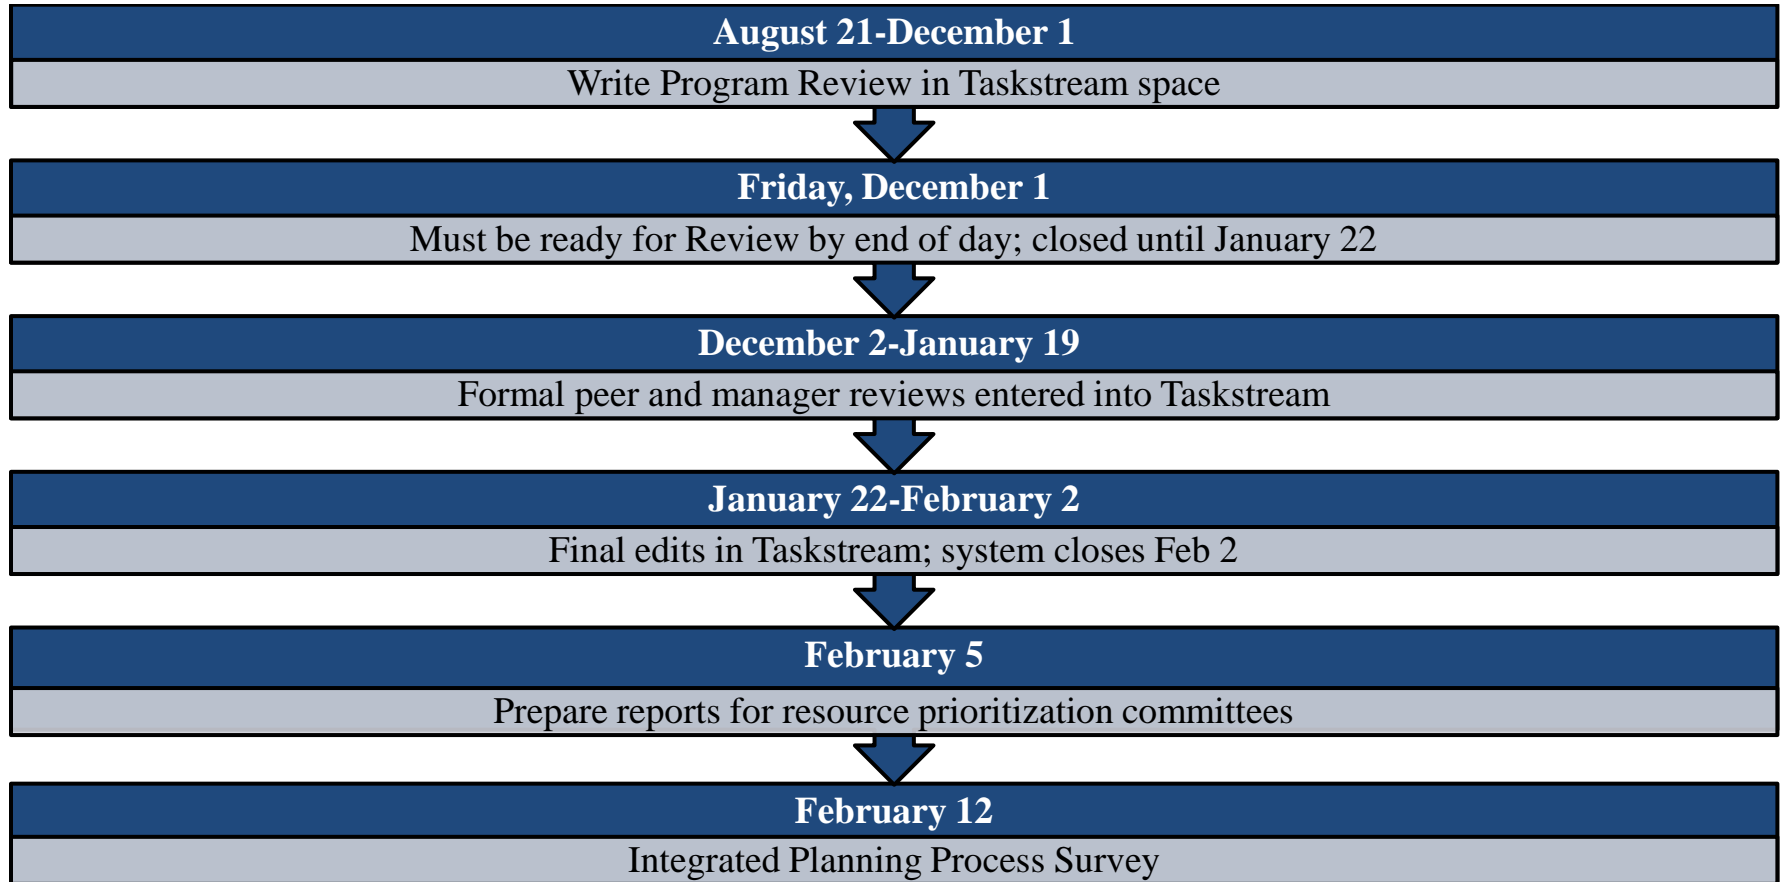 August 21-December 1
Write Program Review in Taskstream space
Friday, December 1
Must be ready for Review by end of day; closed until January 22
December 2-January 19
Formal peer and manager reviews entered into Taskstream
January 22-February 2
Final edits in Taskstream; system closes Feb 2
February 5
Prepare reports for resource prioritization committees
February 12
Integrated Planning Process Survey